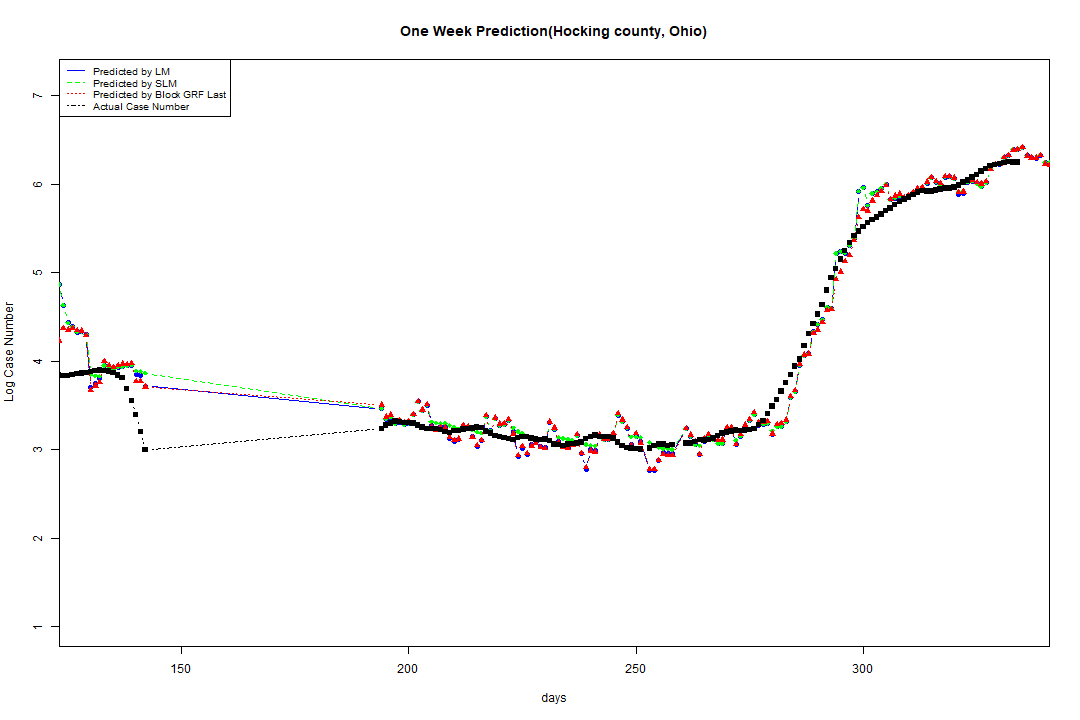 One Week Prediction(Hocking county, Ohio)
Predicted by LM
Predicted by SLM
Predicted by Block GRF Last
Actual Case Number
7
6
5
4
3
2
1
Log Case Number
150 200 250 300
days